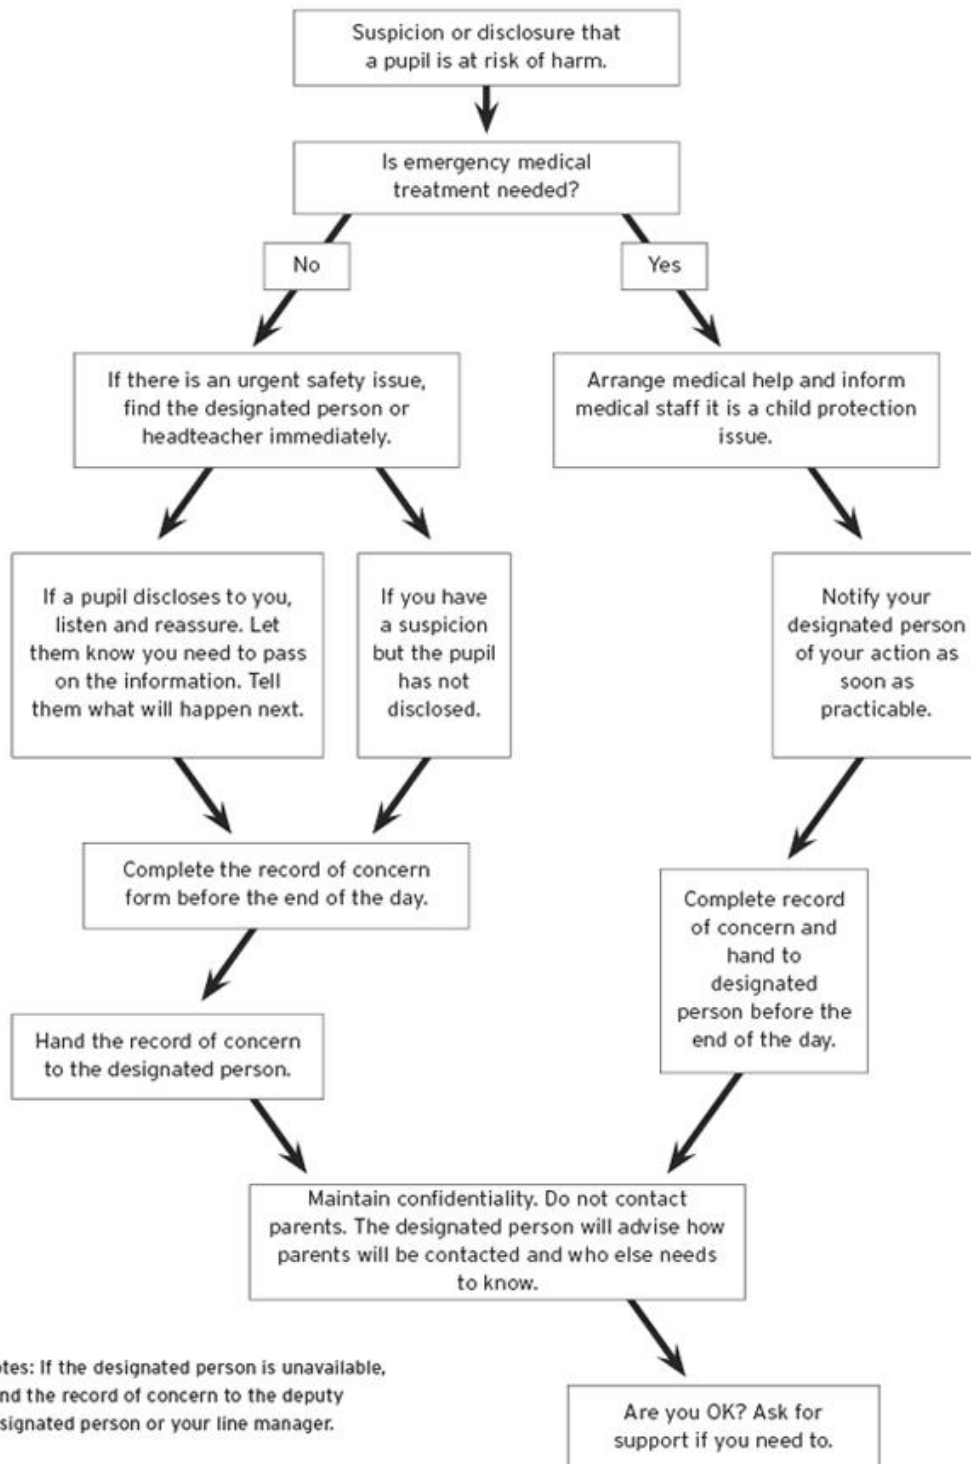 Suspicion or disclosure that
a pupil is at risk of harm.
Is emergency medical
treatment needed?
No
Yes
If there is an urgent safety issue,
find the designated person or
headteacher immediately.
Arrange medical help and inform
medical staff it is a child protection
issue.
If a pupil discloses to you,
listen and reassure. Let
them know you need to pass
on the information. Tell
them what will happen next.
If you have
a suspicion
but the pupil
has not
disclosed.
Notify your
designated person
of your action as
soon as
practicable.
Complete the record of concern
form before the end of the day.
Complete record
of concern and
hand to
designated
person before the
end of the day.
Hand the record of concern
to the designated person.
Maintain confidentiality. Do not contact
parents. The designated person will advise how
parents will be contacted and who else needs
to know.
otes: If the designated person is unavailable,
nd the record of concern to the deputy
signated person or your line manager.
Are you OK? Ask for
support if you need to.